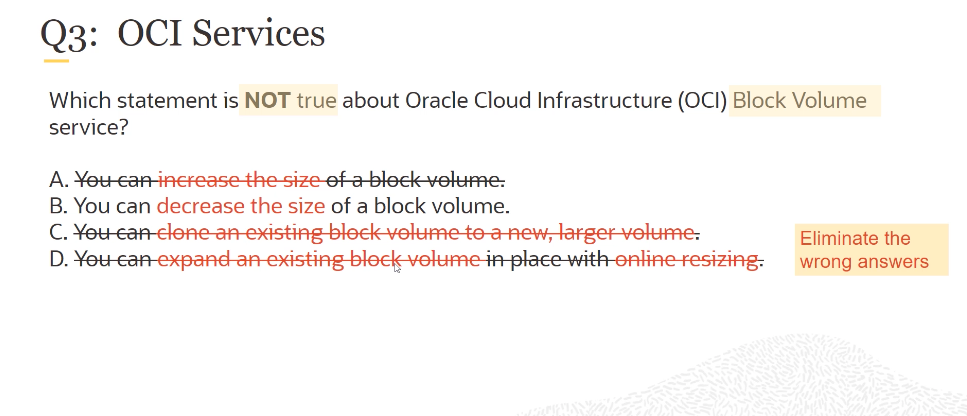 Q3: OCI Services
Which statement is NOT true about Oracle Cloud Infrastructure (OCI) Block Volume
service?
A. You can increase the size of a block volume.
B. You can decrease the size of a block volume.
C. You can clone an existing block volume to a new, larger volume.
D. You can expand an existing block volume in place with online resizing.
Eliminate the
wrong answers